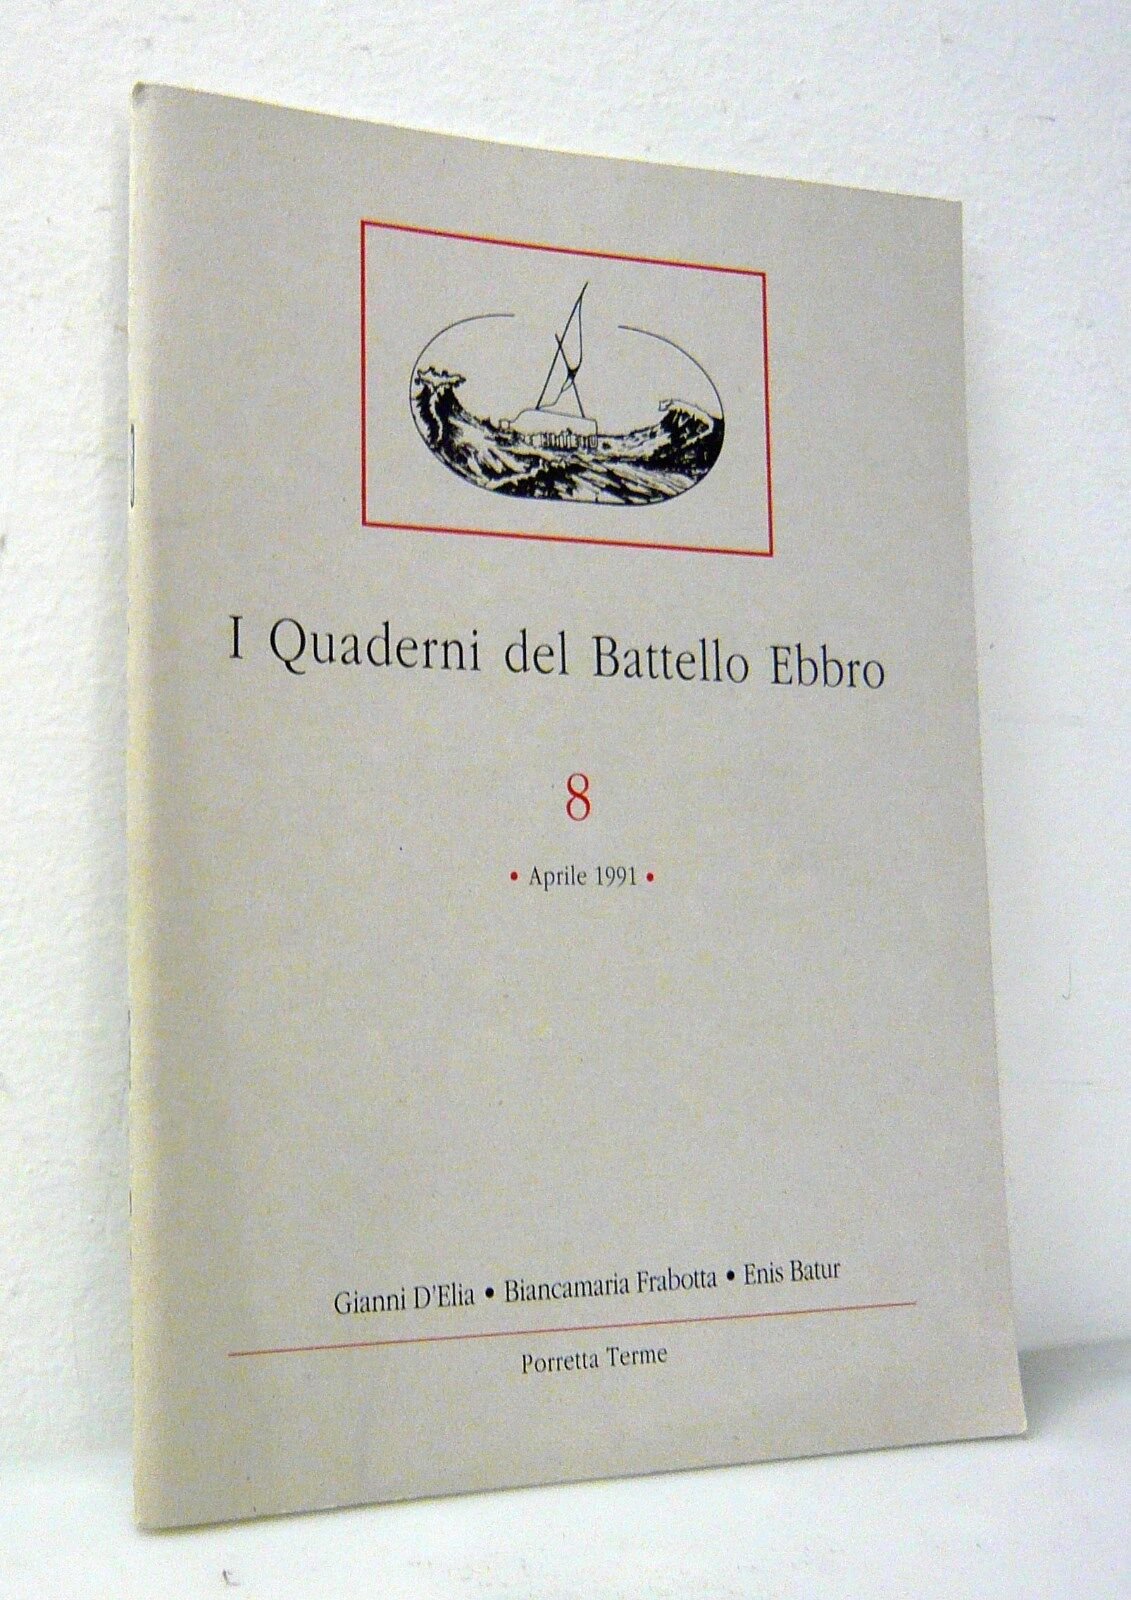 I Quaderni del Battello Ebbro
8
• Aprile 1991 •
Gianni D'Elia • Biancamaria Frabotta • Enis Batur
Porretta Terme